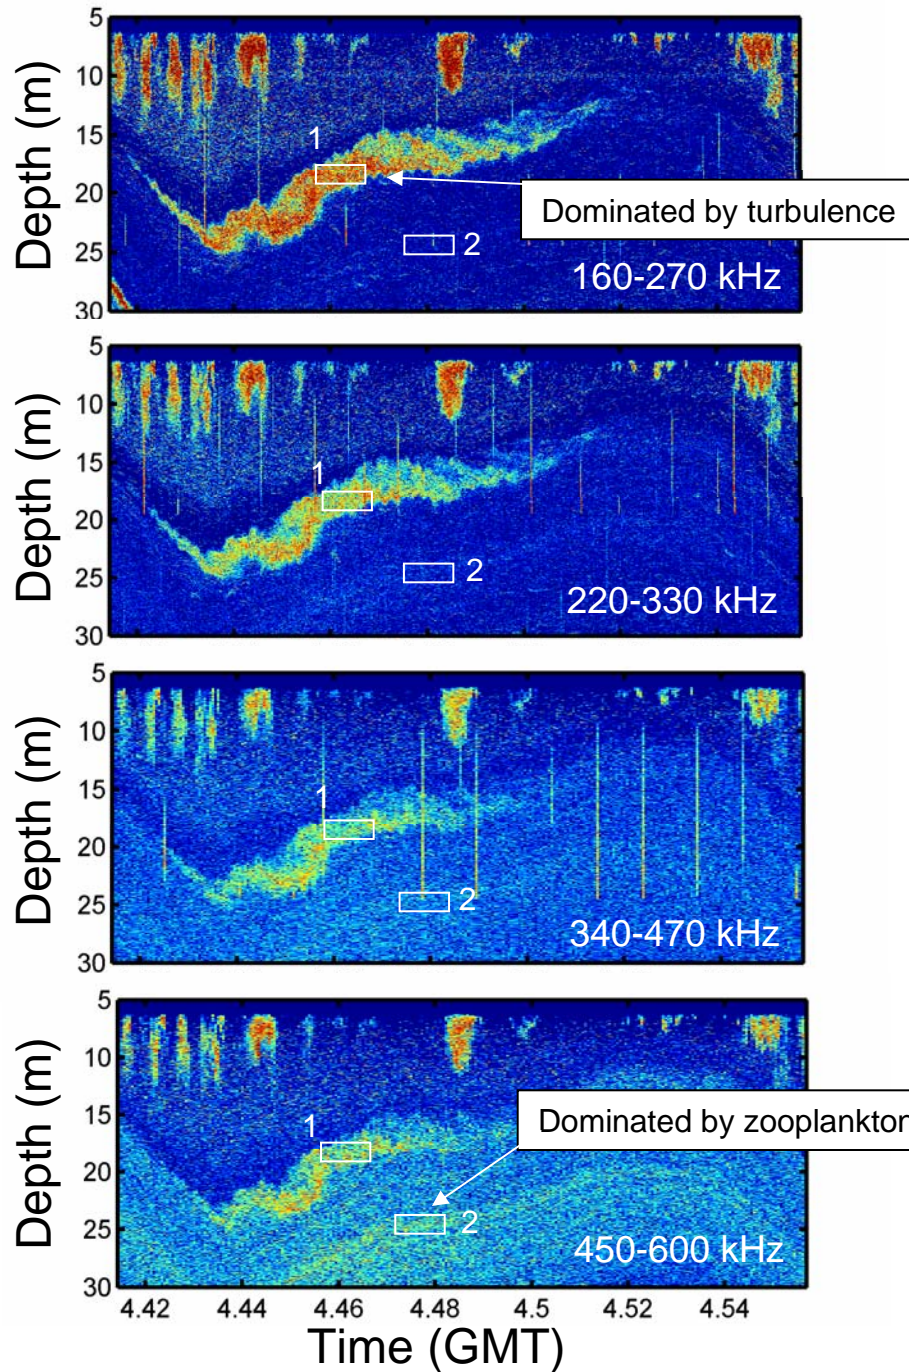 5
10
15
20
25
30
Depth (m)
1
2
Dominated by turbulence
160-270 kHz
5
10
15
20
25
30
Depth (m)
1
2
220-330 kHz
5
10
15
20
25
30
Depth (m)
1
2
340-470 kHz
5
10
15
20
25
30
Depth (m)
1
Dominated by zooplankton
2
450-600 kHz
4.42 4.44 4.46 4.48 4.5 4.52 4.54
Time (GMT)